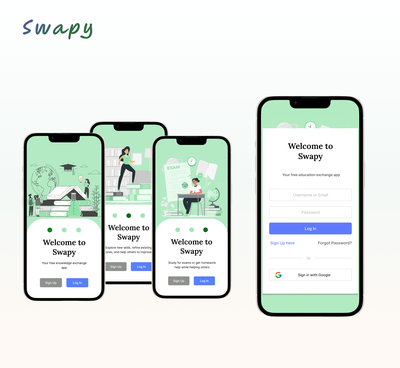 Swapy
EXAM
Welcome to
Swapy
Your free knowledge exchange
app
Sign Up
Log In
Welcome to
Swapy
Explore new skills, refine existing
ones, and help others to improve
Sign Up
Log In
Welcome to
Swapy
Study for exams or get homework
help while helping others.
Sign Up
Log In
Welcome to
Swapy
Your free education exchange app
Username or Email
Password
Log In
Sign Up here
Forgot Password?
or
Sign in with Google